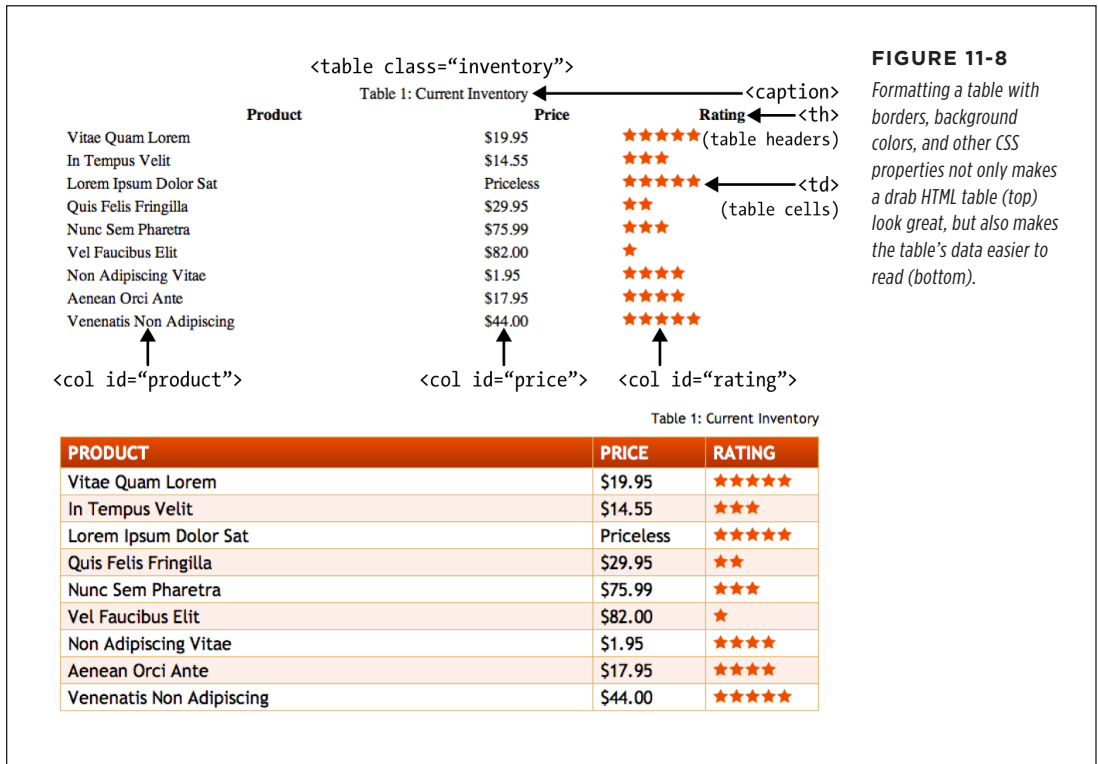 <table class=“inventory”>
Table 1: Current Inventory
<caption>
Product Price Rating
<th>
(table headers)
Vitae Quam Lorem $19.95
In Tempus Velit $14.55
Lorem Ipsum Dolor Sat Priceless
<td>
(table cells)
Quis Felis Fringilla $29.95
Nunc Sem Pharetra $75.99
Vel Faucibus Elit $82.00
Non Adipiscing Vitae $1.95
Aenean Orci Ante $17.95
Venenatis Non Adipiscing $44.00
<col id=“product”> <col id=“price”> <col id=“rating”>
Table 1: Current Inventory
PRODUCT PRICE RATING
Vitae Quam Lorem $19.95
In Tempus Velit $14.55
Lorem Ipsum Dolor Sat Priceless
Quis Felis Fringilla $29.95
Nunc Sem Pharetra $75.99
Vel Faucibus Elit $82.00
Non Adipiscing Vitae $1.95
Aenean Orci Ante $17.95
Venenatis Non Adipiscing $44.00
FIGURE 11-8
Formatting a table with
borders, background
colors, and other CSS
properties not only makes
a drab HTML table (top)
look great, but also makes
the table’s data easier to
read (bottom).